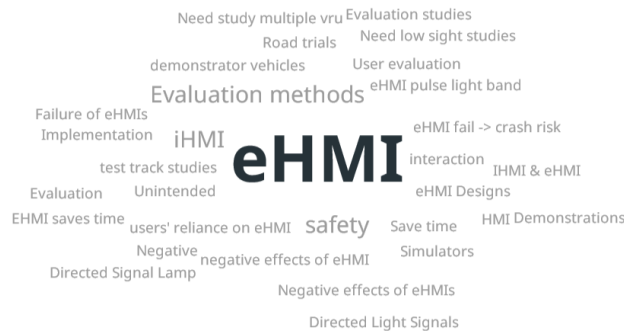 Need study multiple vru
Evaluation studies
Road trials
Need low sight studies
demonstrator vehicles
User evaluation
Evaluation methods
eHMI pulse light band
Failure of eHMIs
Implementation
iHMI
eHMI
eHMI fail -> crash risk
test track studies
interaction
IHMI & eHMI
Evaluation
Unintended
eHMI Designs
EHMI saves time
users' reliance on eHMI
safety
Save time
HMI
Demonstrations
Negative
negative effects of eHMI
Simulators
Directed Signal Lamp
Negative effects of eHMIs
Directed Light Signals